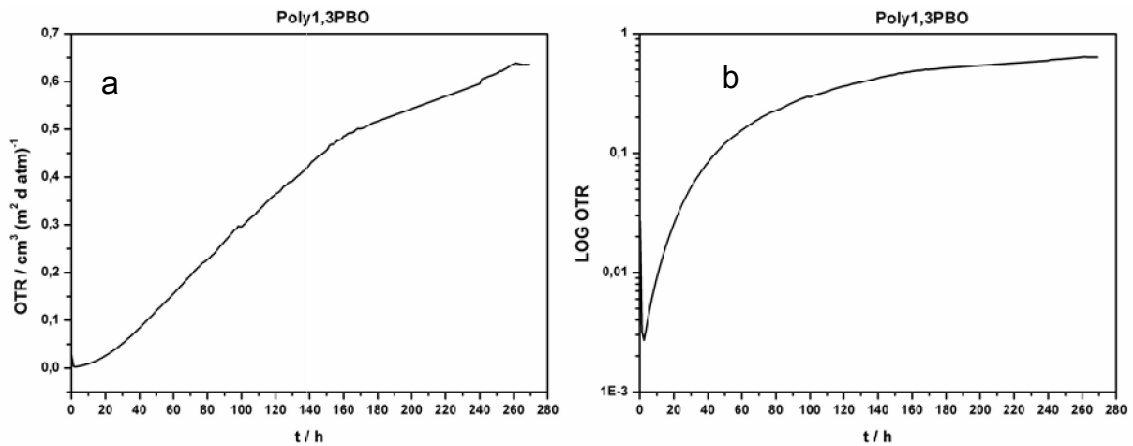 Poly1,3PBO
a
OTR / cm³ (m² d atm)⁻¹
0,7
0,6
0,5
0,4
0,3
0,2
0,1
0,0
0 20 40 60 80 100 120 140 160 180 200 220 240 260 280
t / h
Poly1,3PBO
b
LOG OTR
1
0,1
0,01
1E-3
0 20 40 60 80 100 120 140 160 180 200 220 240 260 280
t / h